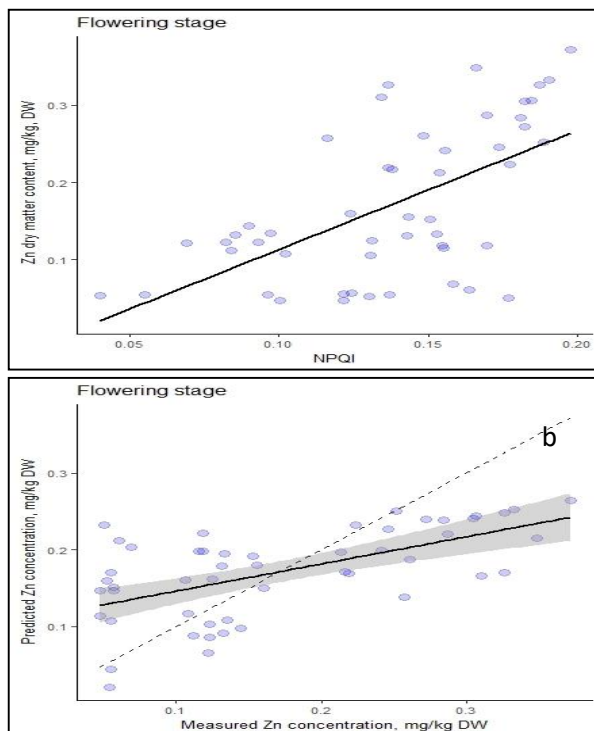 Flowering stage
Zn dry matter content, mg/kg, DW
0.3
0.2
0.1
0.05
0.10
0.15
0.20
NPQI
Flowering stage
b
Predicted Zn concentration, mg/kg DW
0.3
0.2
0.1
0.1
0.2
0.3
Measured Zn concentration, mg/kg DW